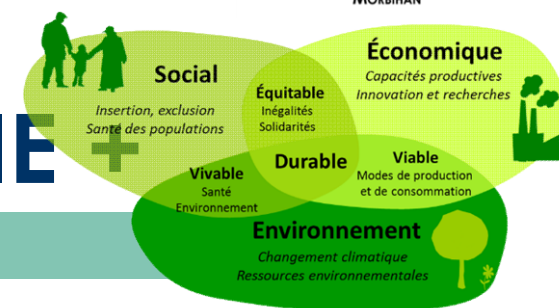 MORBIHAN
Économique
Capacités productives
Innovation et recherches
Social
Insertion, exclusion
Santé des populations
Équitable
Inégalités
Solidarités
E +
Durable
Viable
Modes de production
et de consommation
Vivable
Santé
Environnement
Environnement
Changement climatique
Ressources environnementales